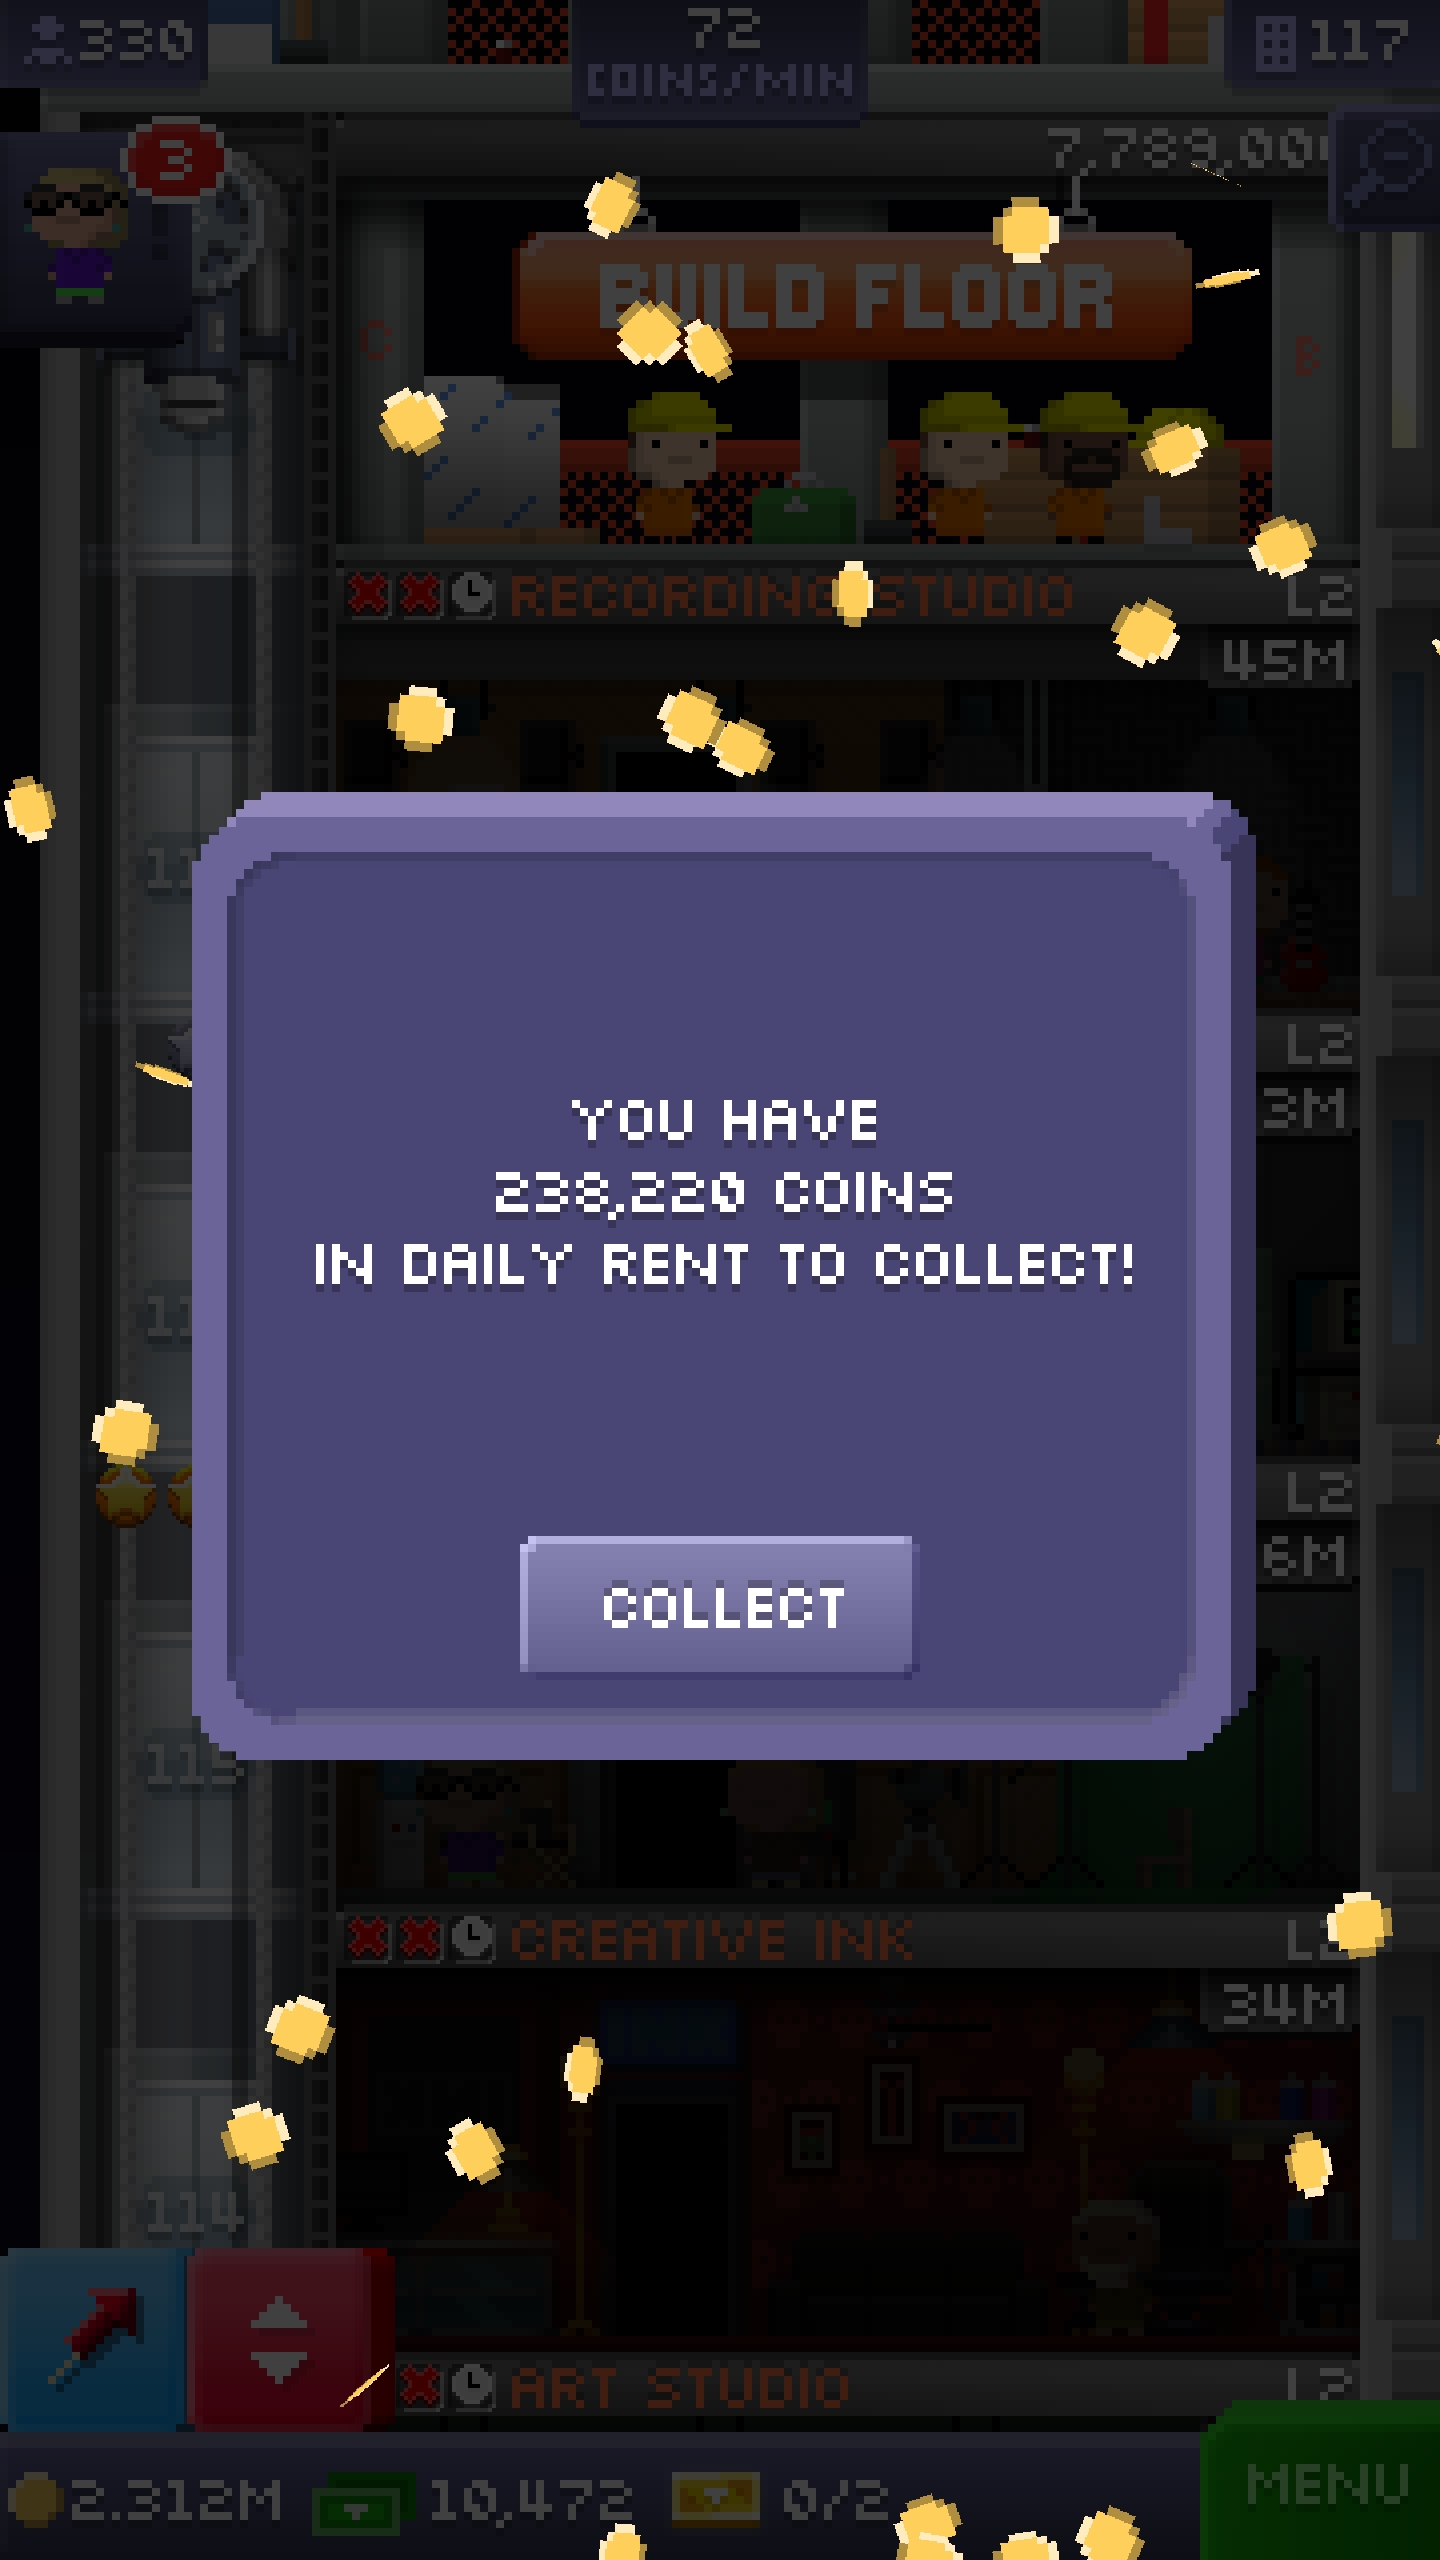 330
72
COINS/MIN
117
3
7,789,00
C
BUILD FLOOR
B
RECORDING STUDIO
L2
45M
L2
3M
YOU HAVE
238,220 COINS
IN DAILY RENT TO COLLECT!
L2
6M
COLLECT
115
CREATIVE INK
34M
114
ART STUDIO
L2
2.312M
10,472
0/2
MENU